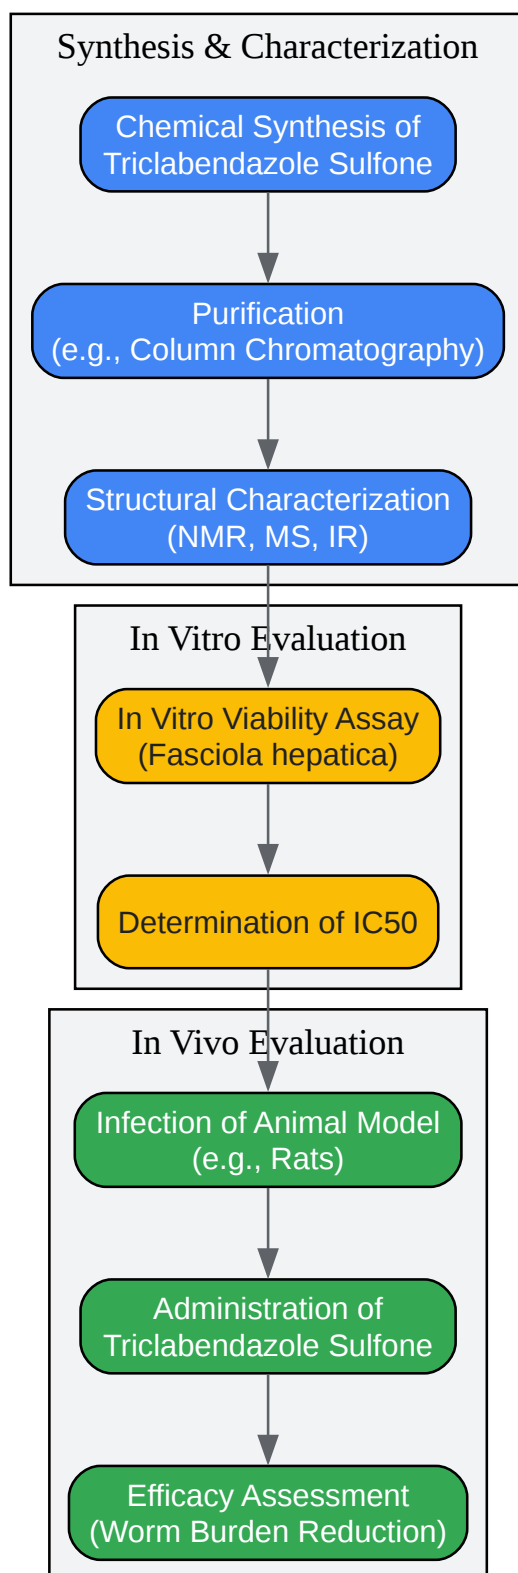 Synthesis & Characterization
Chemical Synthesis of
Triclabendazole Sulfone
Purification
(e.g., Column Chromatography)
Structural Characterization
(NMR, MS, IR)
In Vitro Evaluation
In Vitro Viability Assay
(Fasciola hepatica)
Determination of IC50
In Vivo Evaluation
Infection of Animal Model
(e.g., Rats)
Administration of
Triclabendazole Sulfone
Efficacy Assessment
(Worm Burden Reduction)